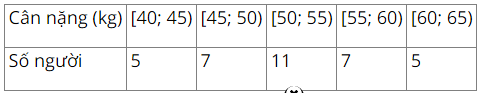 Cân nặng (kg) [40; 45) [45; 50) [50; 55) [55; 60) [60; 65)
Số người 5 7 11 7 5